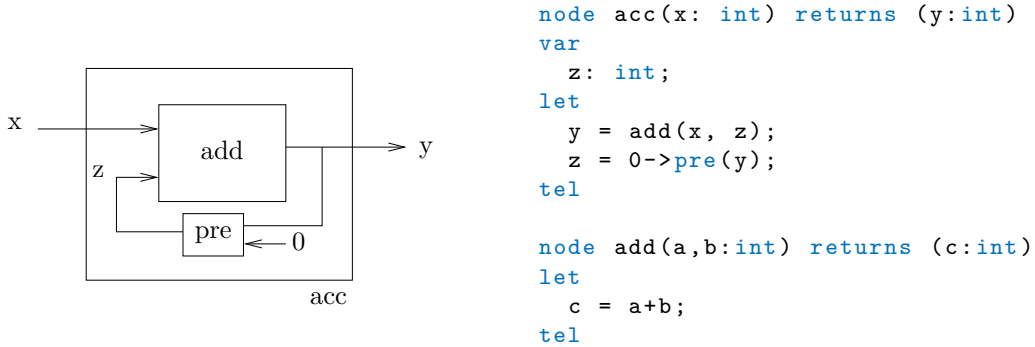 x
z
add
y
pre
0
acc
node acc(x: int) returns (y:int)
var
  z: int;
let
  y = add(x, z);
  z = 0->pre(y);
tel
node add(a,b:int) returns (c:int)
let
  c = a+b;
tel